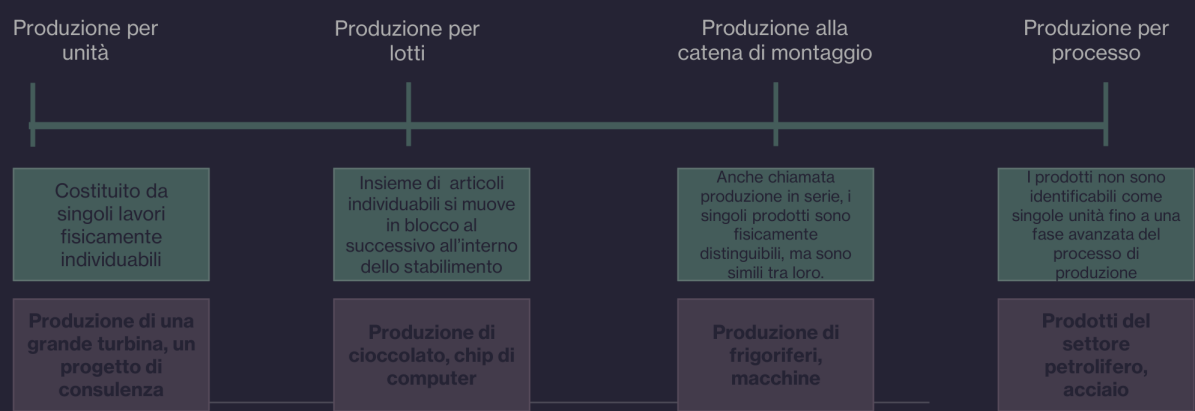 Produzione per
unità
Produzione per
lotti
Produzione alla
catena di montaggio
Produzione per
processo
Costituito da
singoli lavori
fisicamente
individuabili
Insieme di  articoli
individuabili si muove
in blocco al
successivo all'interno
dello stabilimento
Anche chiamata
produzione in serie, i
singoli prodotti sono
fisicamente
distinguibili, ma sono
simili tra loro.
I prodotti non sono
identificabili come
singole unità fino a una
fase avanzata del
processo di
produzione
Produzione di una
grande turbina, un
progetto di
consulenza
Produzione di
cioccolato, chip di
computer
Produzione di
frigoriferi,
macchine
Prodotti del
settore
petrolifero,
acciaio